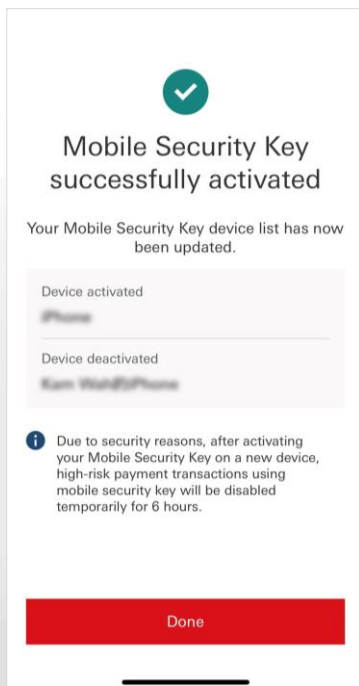 Mobile Security Key
successfully activated
Your Mobile Security Key device list has now
been updated.
Device activated
iPhone
Device deactivated
Due to security reasons, after activating
your Mobile Security Key on a new device,
high-risk payment transactions using
mobile security key will be disabled
temporarily for 6 hours.
Done